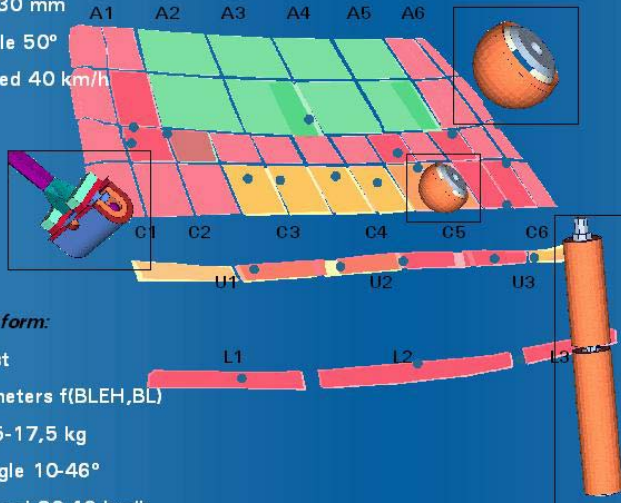 30 mm
A1 A2 A3 A4 A5 A6
le 50°
ed 40 km/h
C1 C2 C3 C4 C5 C6
U1 U2 U3
form:
L1 L2 L3
st
neters f(BLEH,BL)
5-17,5 kg
gle 10-46°